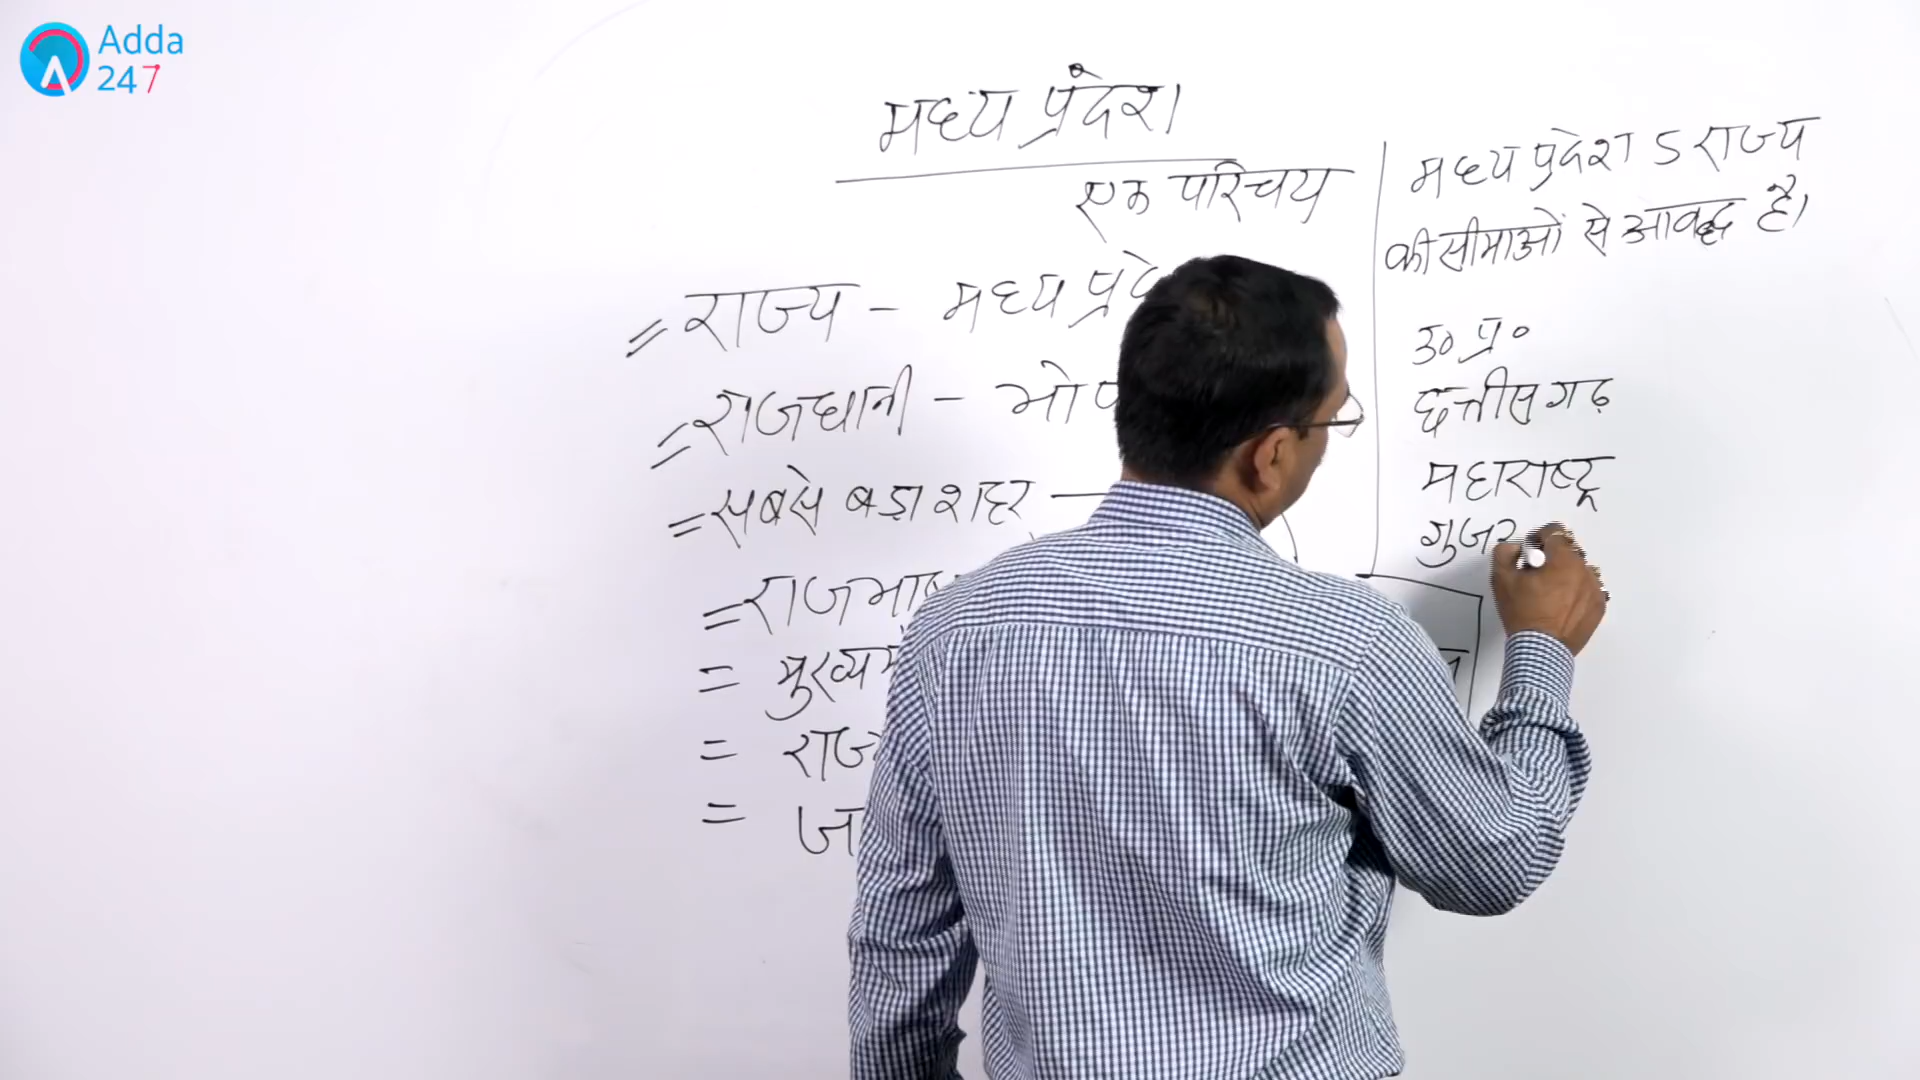 Adda
247
मध्य प्रदेश
एक परिचय
= राज्य - मध्य प्रदे
= राजधानी - भोप
= सबसे बड़ा शहर -
= राजभाष
= मुख्यम
= राज्
= ज
मध्य प्रदेश 5 राज्य
की सीमाओं से आवद्ध है।
उ० प्र०
छत्तीसगढ़
महाराष्ट्र
गुजर